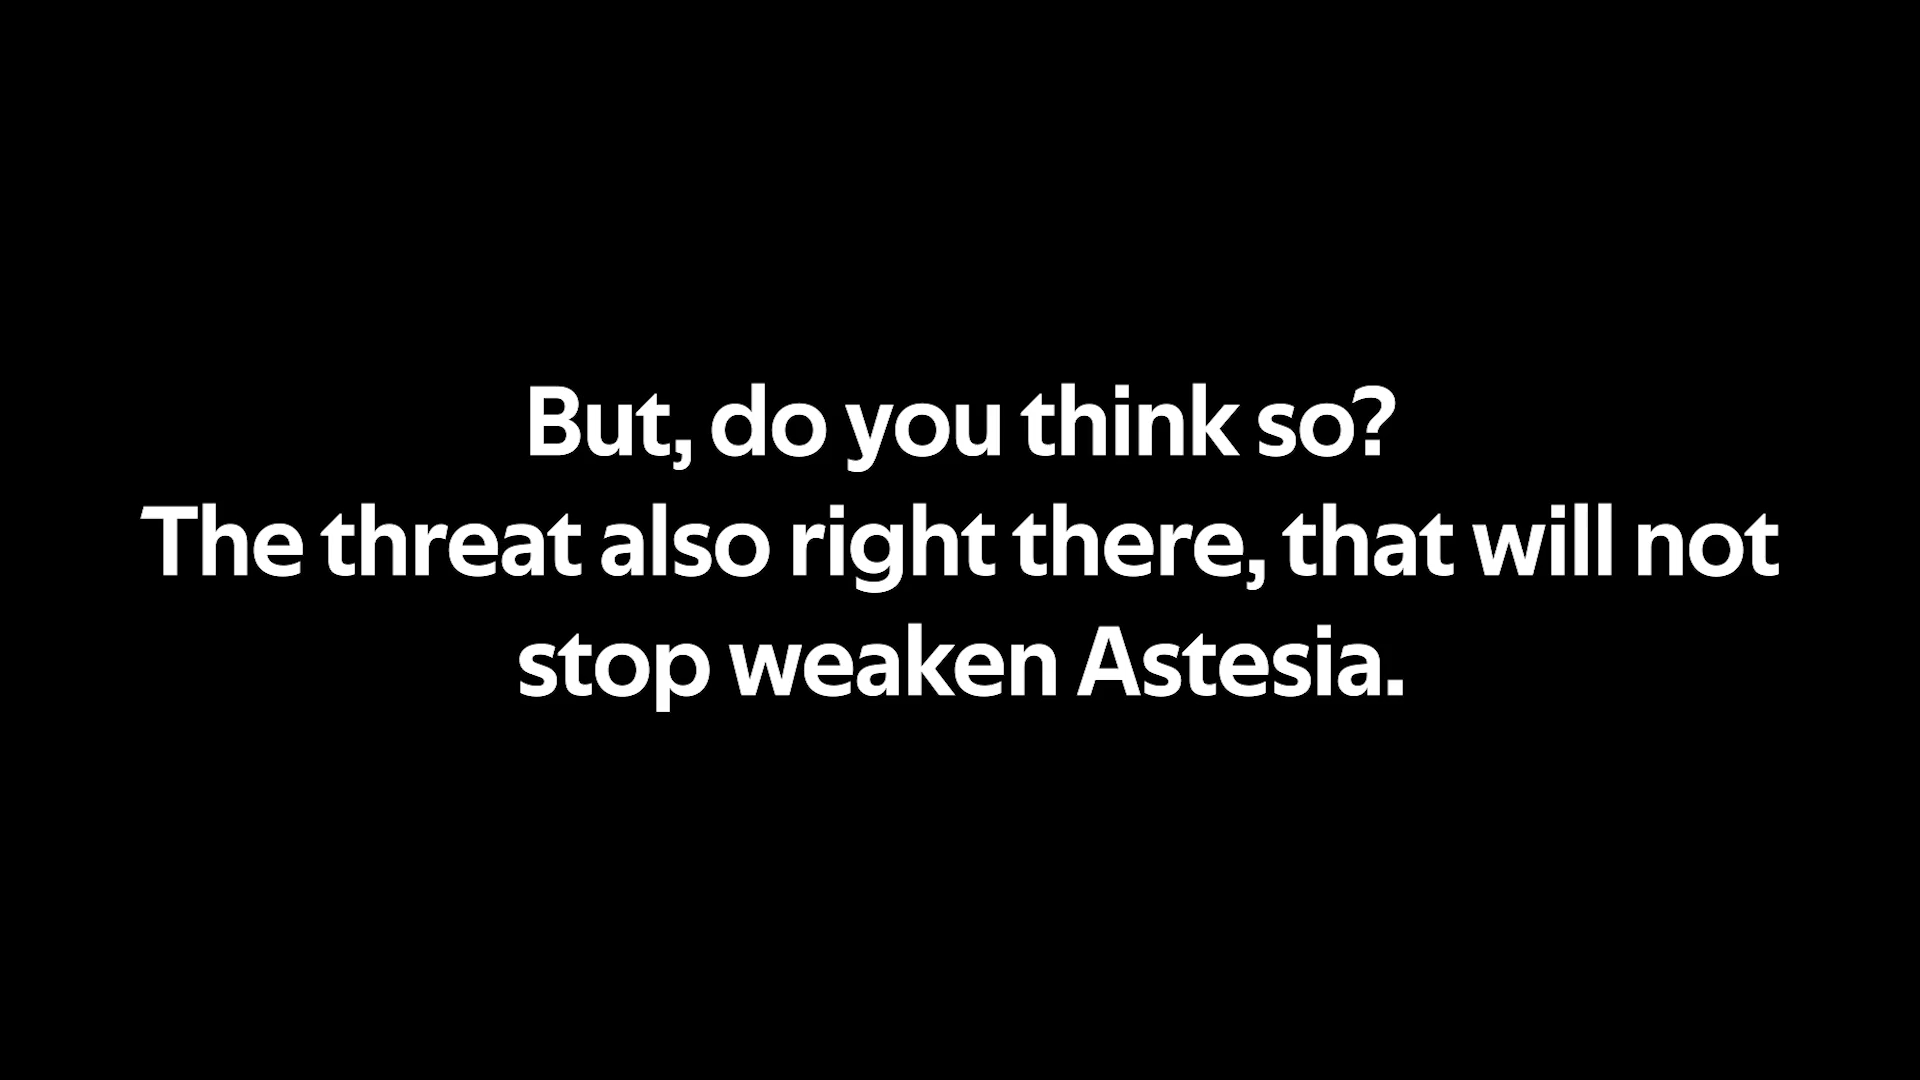 But, do you think so?
The threat also right there, that will not
stop weaken Astesia.